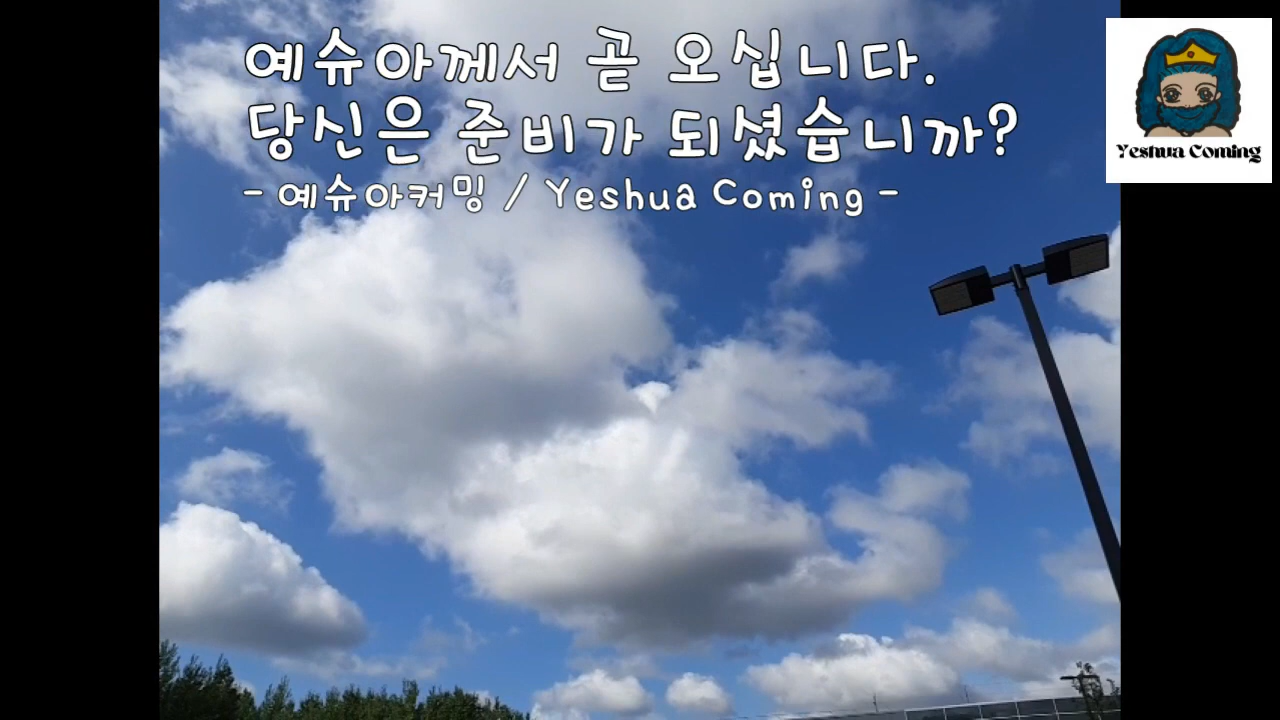 예슈아께서 곧 오십니다.
당신은 준비가 되셨습니까?
- 예슈아커밍 / Yeshua Coming -
Yeshua Coming